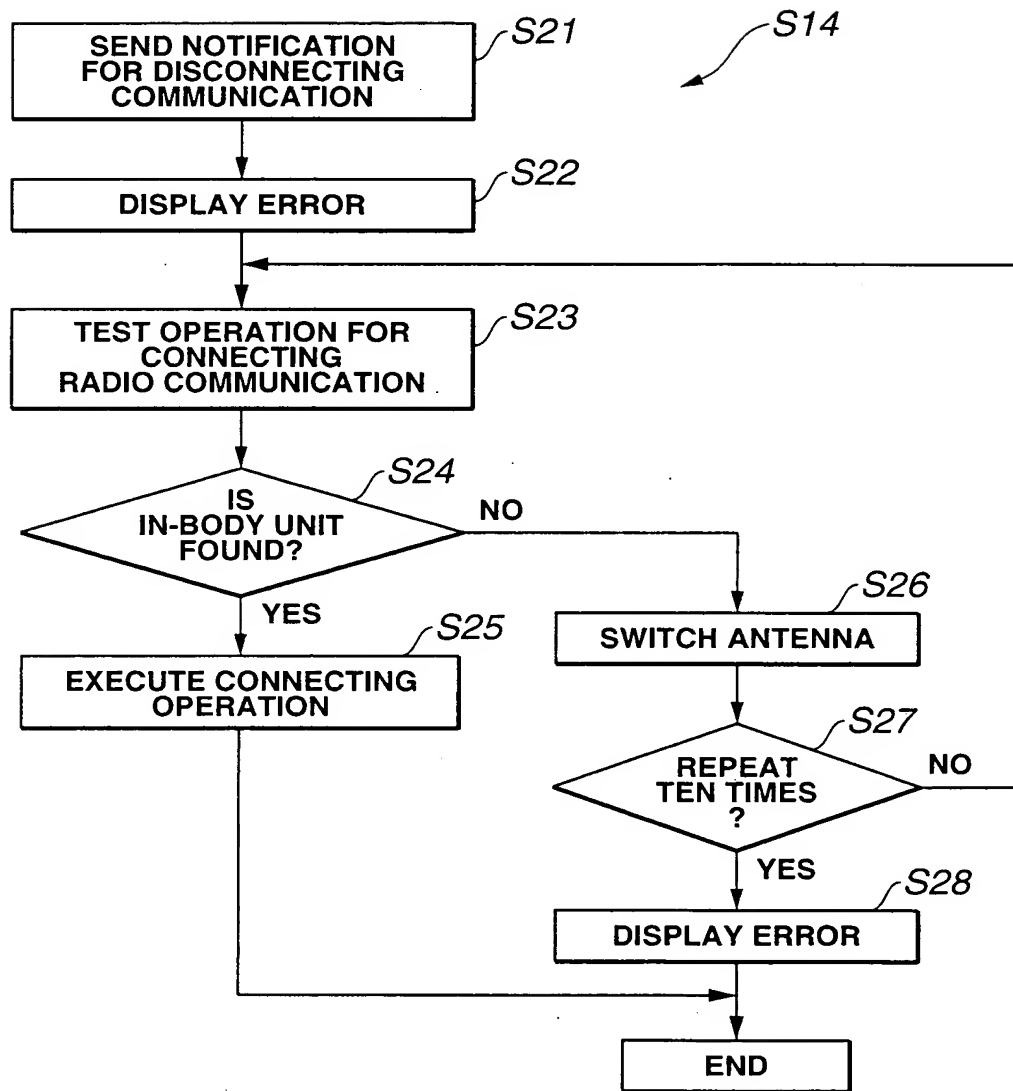 S21
S14
SEND NOTIFICATION
FOR DISCONNECTING
COMMUNICATION
S22
DISPLAY ERROR
S23
TEST OPERATION FOR
CONNECTING
RADIO COMMUNICATION
S24
IS
IN-BODY UNIT
FOUND?
NO
YES
S25
EXECUTE CONNECTING
OPERATION
S26
SWITCH ANTENNA
S27
REPEAT
TEN TIMES
?
NO
YES
S28
DISPLAY ERROR
END